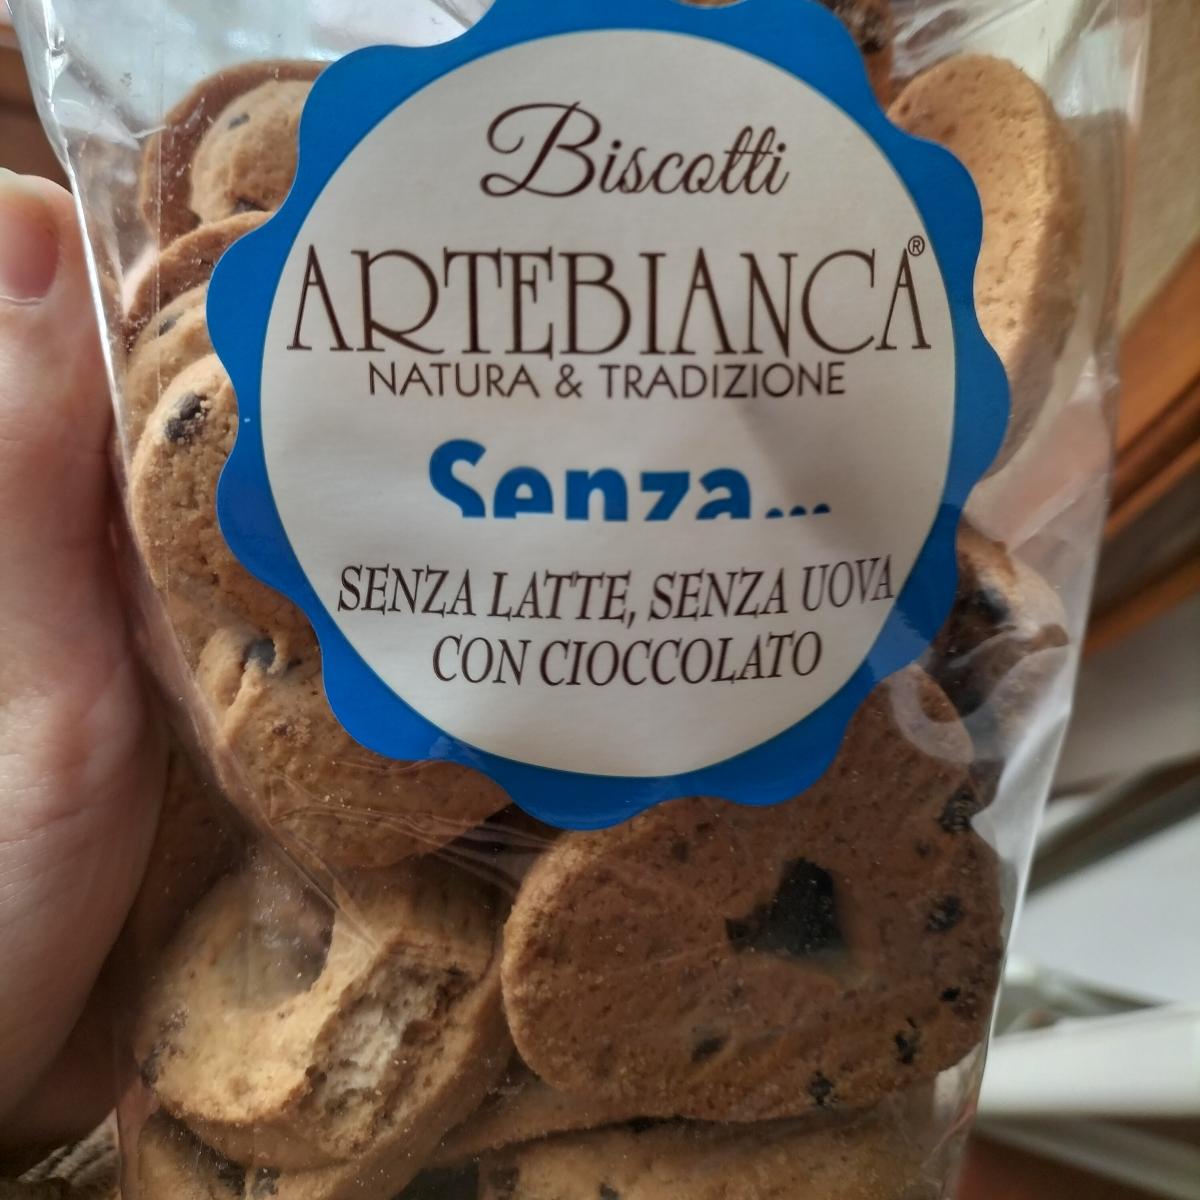 Biscotti
ARTEBIANCA®
NATURA & TRADIZIONE
Senza...
SENZA LATTE, SENZA UOVA
CON CIOCCOLATO